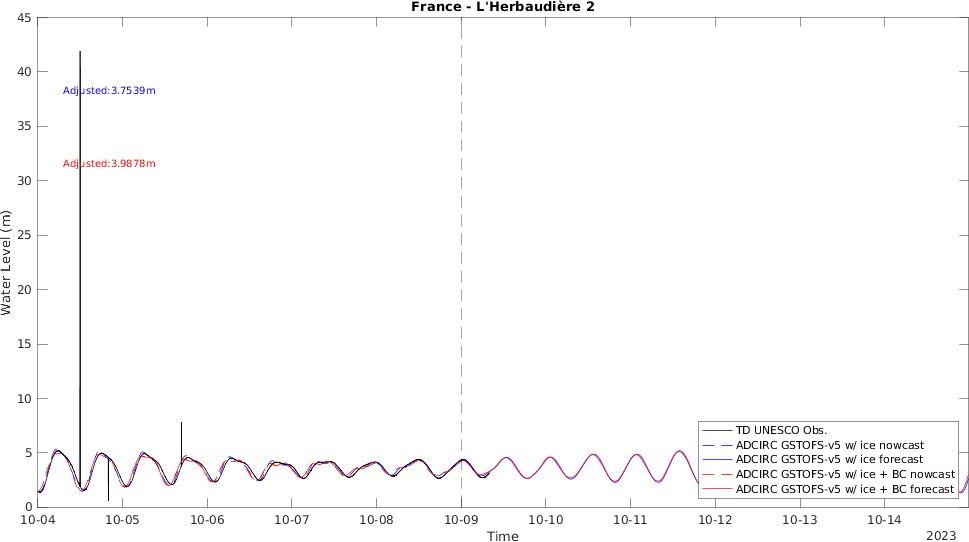 France - L'Herbaudière 2
45
40
35
30
25
20
15
10
5
0
Water Level (m)
Adjusted:3.7539m
Adjusted:3.9878m
TD UNESCO Obs.
ADCIRC GSTOFS-v5 w/ ice nowcast
ADCIRC GSTOFS-v5 w/ ice forecast
ADCIRC GSTOFS-v5 w/ ice + BC nowcast
ADCIRC GSTOFS-v5 w/ ice + BC forecast
10-04 10-05 10-06 10-07 10-08 10-09 10-10 10-11 10-12 10-13 10-14
Time
2023